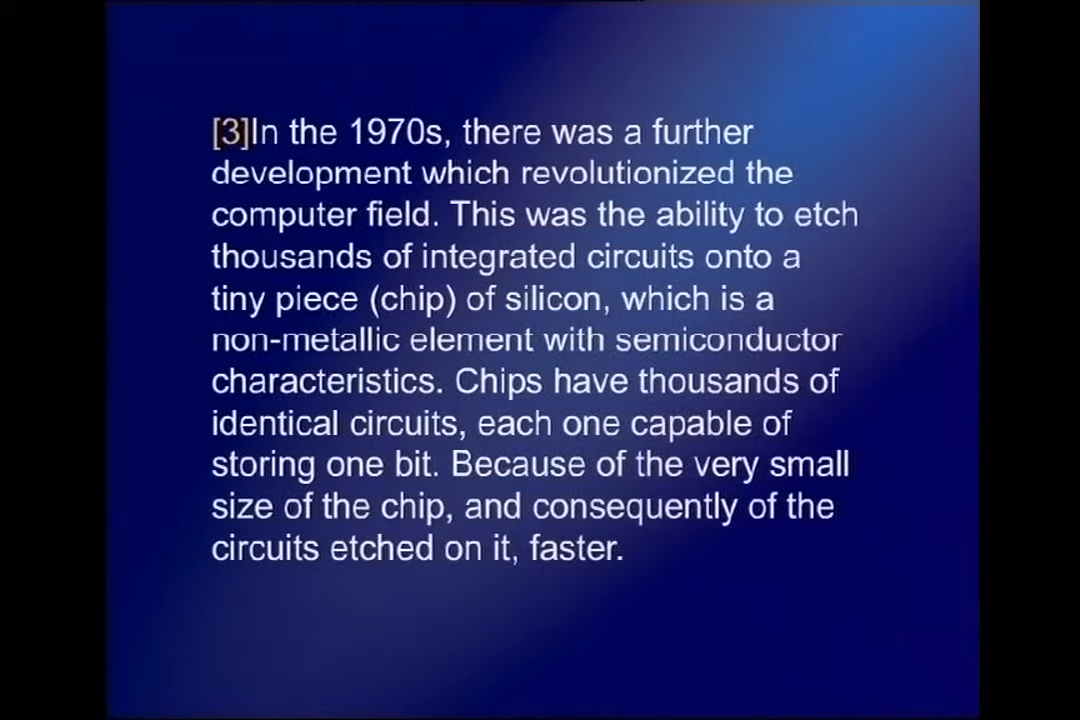 [3]In the 1970s, there was a further
development which revolutionized the
computer field. This was the ability to etch
thousands of integrated circuits onto a
tiny piece (chip) of silicon, which is a
non-metallic element with semiconductor
characteristics. Chips have thousands of
identical circuits, each one capable of
storing one bit. Because of the very small
size of the chip, and consequently of the
circuits etched on it, faster.